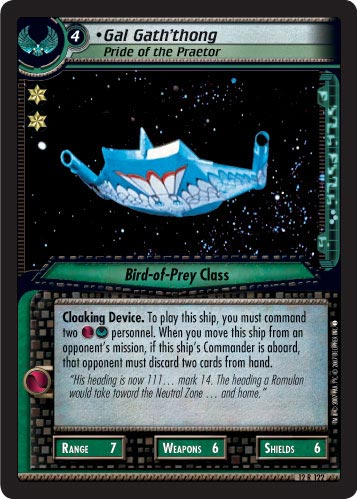 4
•Gal Gath'thong
Pride of the Praetor
Bird-of-Prey Class
Cloaking Device. To play this ship, you must command
two personnel. When you move this ship from an
opponent's mission, if this ship's Commander is aboard,
that opponent must discard two cards from hand.
"His heading is now 111... mark 14. The heading a Romulan
would take toward the Neutral Zone ... and home."
RANGE 7 WEAPONS 6 SHIELDS 6
12 R 122